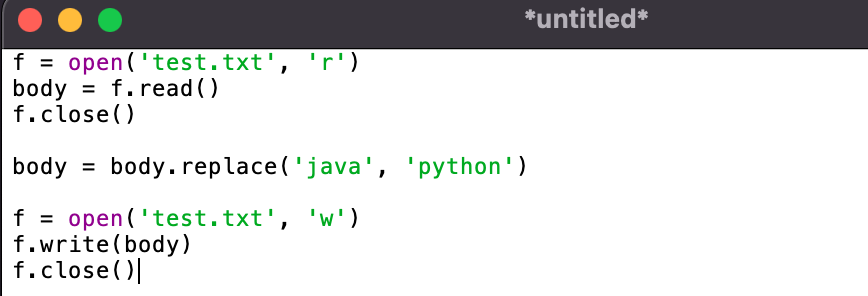 *untitled*
f = open('test.txt', 'r')
body = f.read()
f.close()
body = body.replace('java', 'python')
f = open('test.txt', 'w')
f.write(body)
f.close()